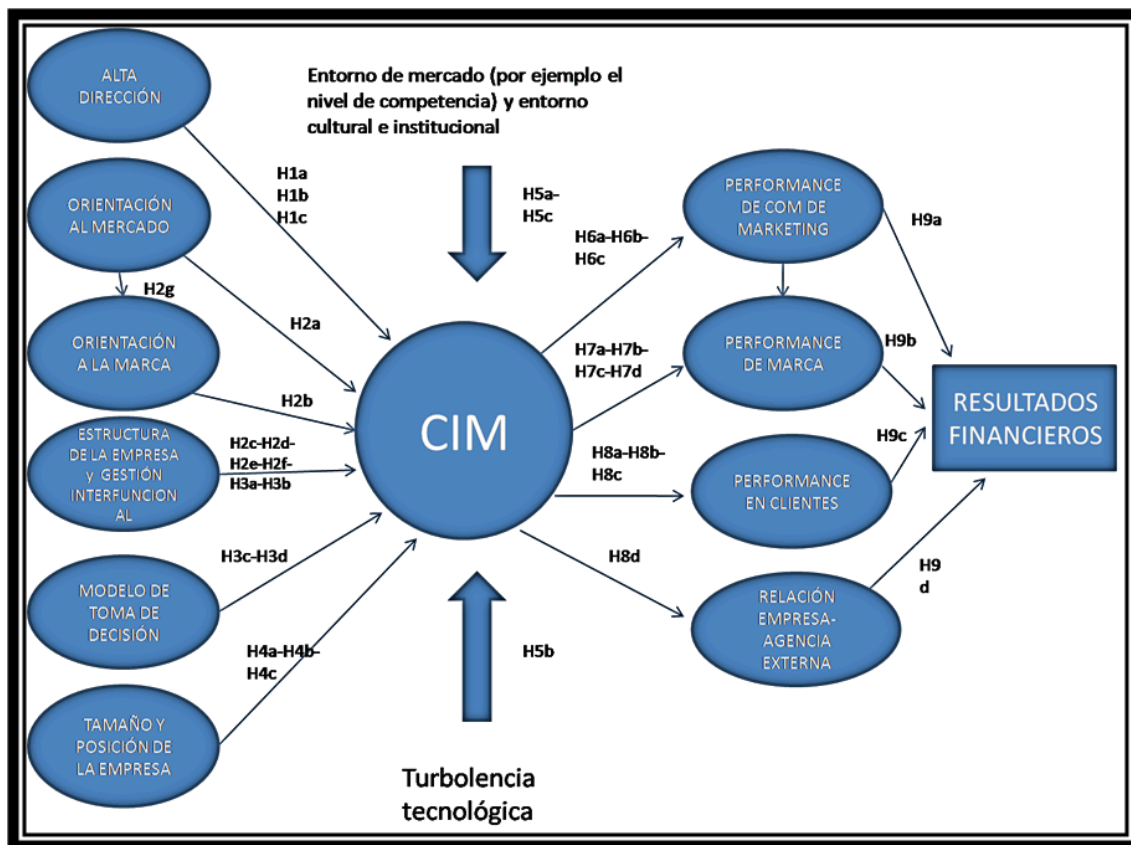 ALTA
DIRECCIÓN
Entorno de mercado (por ejemplo el
nivel de competencia) y entorno
cultural e institucional
H1a
H1b
H1c
H5a-
H5c
ORIENTACIÓN
AL MERCADO
H2g
H2a
ORIENTACIÓN
A LA MARCA
H2b
ESTRUCTURA
DE LA EMPRESA
y GESTIÓN
INTERFUNCION
AL
H2c-H2d-
H2e-H2f-
H3a-H3b
MODELO DE
TOMA DE
DECISIÓN
H3c-H3d
TAMAÑO Y
POSICIÓN DE
LA EMPRESA
H4a-H4b-
H4c
CIM
H5b
Turbolencia
tecnológica
H6a-H6b-
H6c
PERFORMANCE
DE COM DE
MARKETING
H9a
H7a-H7b-
H7c-H7d
PERFORMANCE
DE MARCA
H9b
H8a-H8b-
H8c
PERFORMANCE
EN CLIENTES
H9c
H8d
RELACIÓN
EMPRESA-
AGENCIA
EXTERNA
H9
d
RESULTADOS
FINANCIEROS